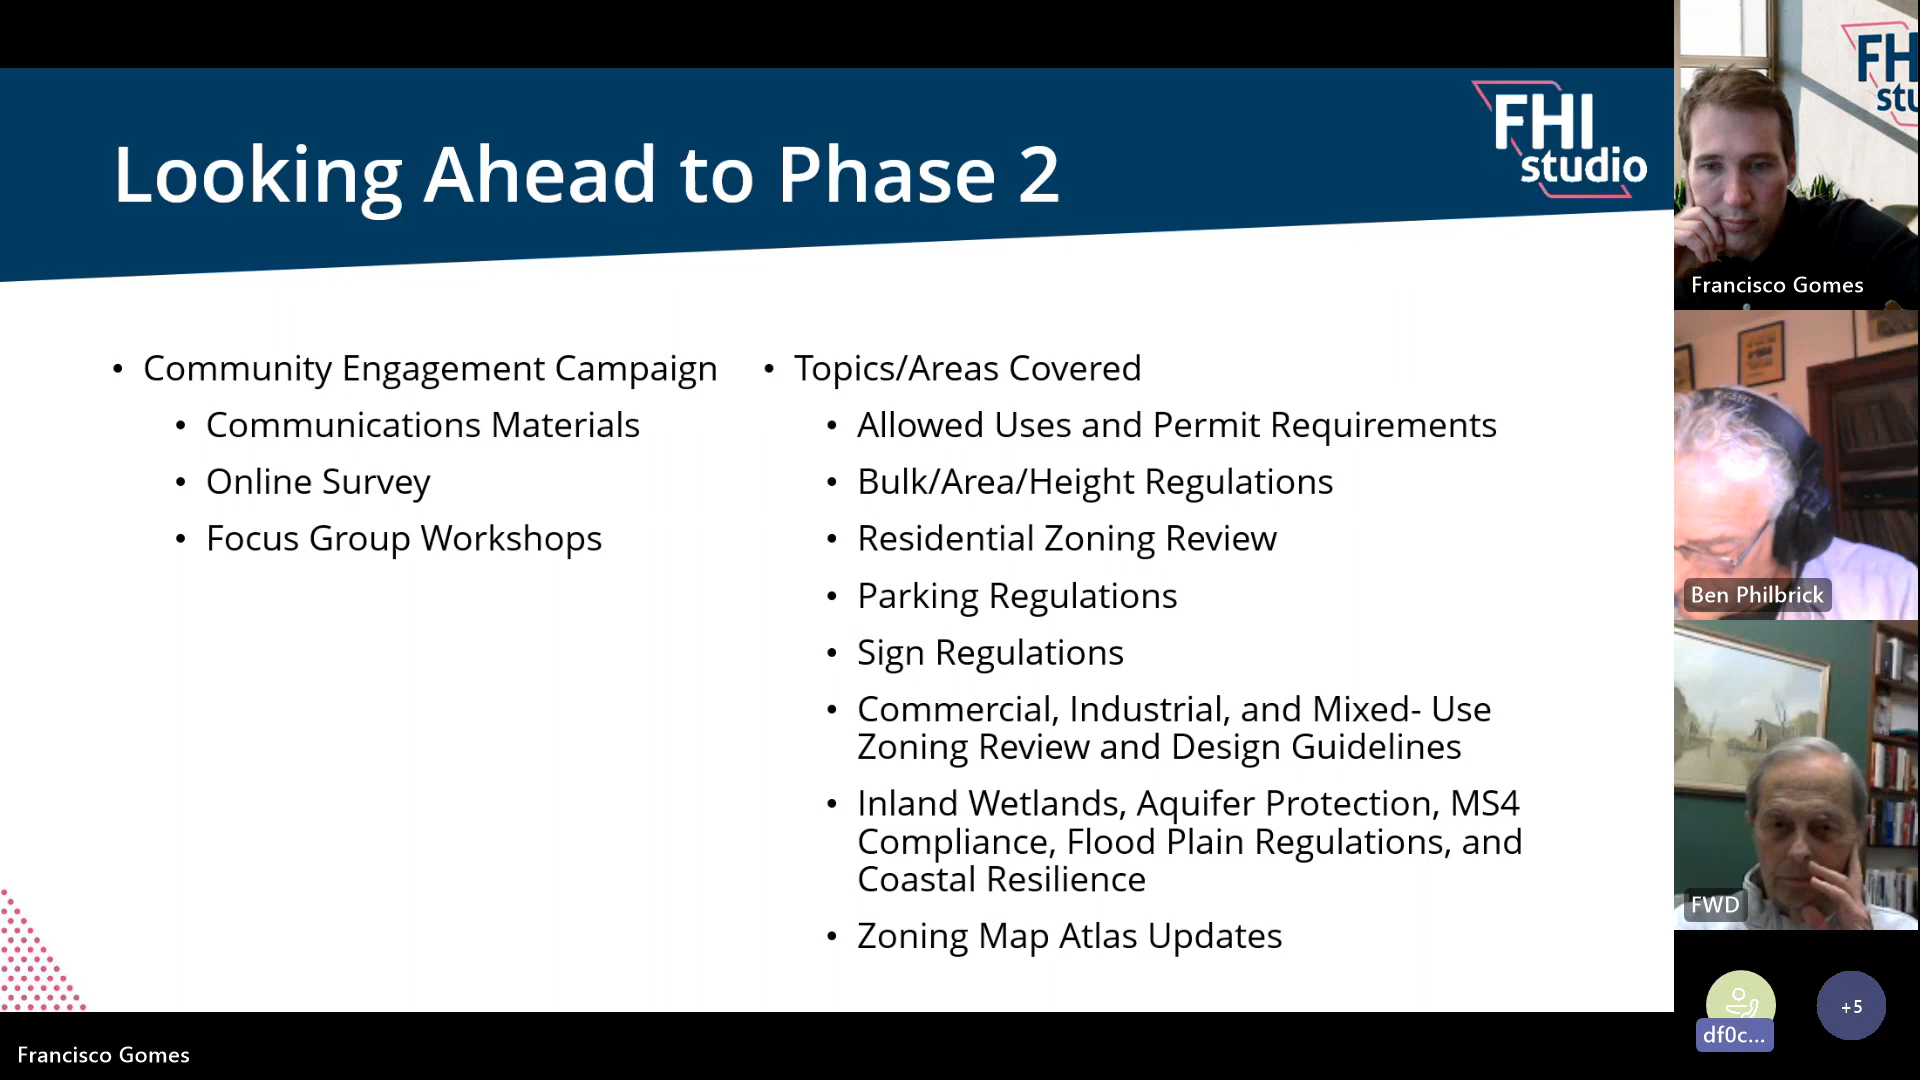 Looking Ahead to Phase 2
FHI
studio
• Community Engagement Campaign
• Communications Materials
• Online Survey
• Focus Group Workshops
• Topics/Areas Covered
• Allowed Uses and Permit Requirements
• Bulk/Area/Height Regulations
• Residential Zoning Review
• Parking Regulations
• Sign Regulations
• Commercial, Industrial, and Mixed- Use
Zoning Review and Design Guidelines
• Inland Wetlands, Aquifer Protection, MS4
Compliance, Flood Plain Regulations, and
Coastal Resilience
• Zoning Map Atlas Updates
FH
stu
Francisco Gomes
Ben Philbrick
FWD
df0c...
+5
Francisco Gomes